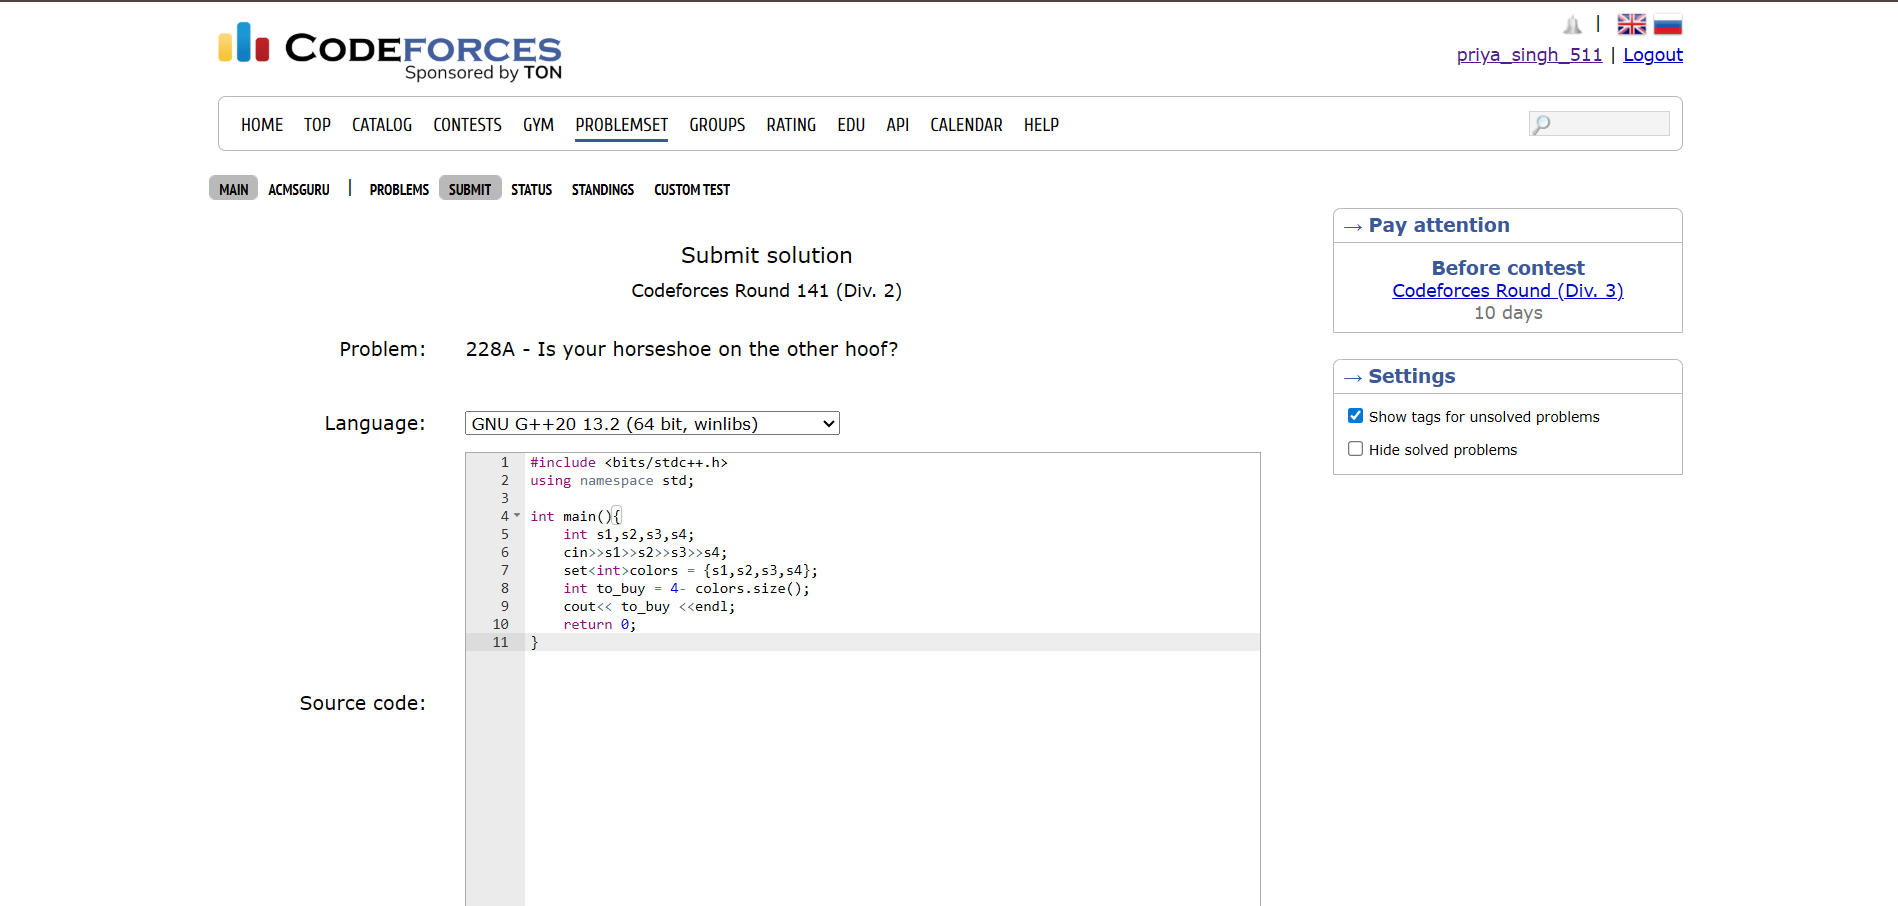 CODEFORCES
Sponsored by TON
|
priya_singh_511 | Logout
HOME TOP CATALOG CONTESTS GYM PROBLEMSET GROUPS RATING EDU API CALENDAR HELP
MAIN ACMSGURU | PROBLEMS SUBMIT STATUS STANDINGS CUSTOM TEST
Submit solution
Codeforces Round 141 (Div. 2)
Problem: 228A - Is your horseshoe on the other hoof?
Language: GNU G++20 13.2 (64 bit, winlibs)
Source code:
1 #include <bits/stdc++.h>
2 using namespace std;
3
4 int main(){
5     int s1,s2,s3,s4;
6     cin>>s1>>s2>>s3>>s4;
7     set<int>colors = {s1,s2,s3,s4};
8     int to_buy = 4- colors.size();
9     cout<< to_buy <<endl;
10     return 0;
11 }
→ Pay attention
Before contest
Codeforces Round (Div. 3)
10 days
→ Settings
Show tags for unsolved problems
Hide solved problems